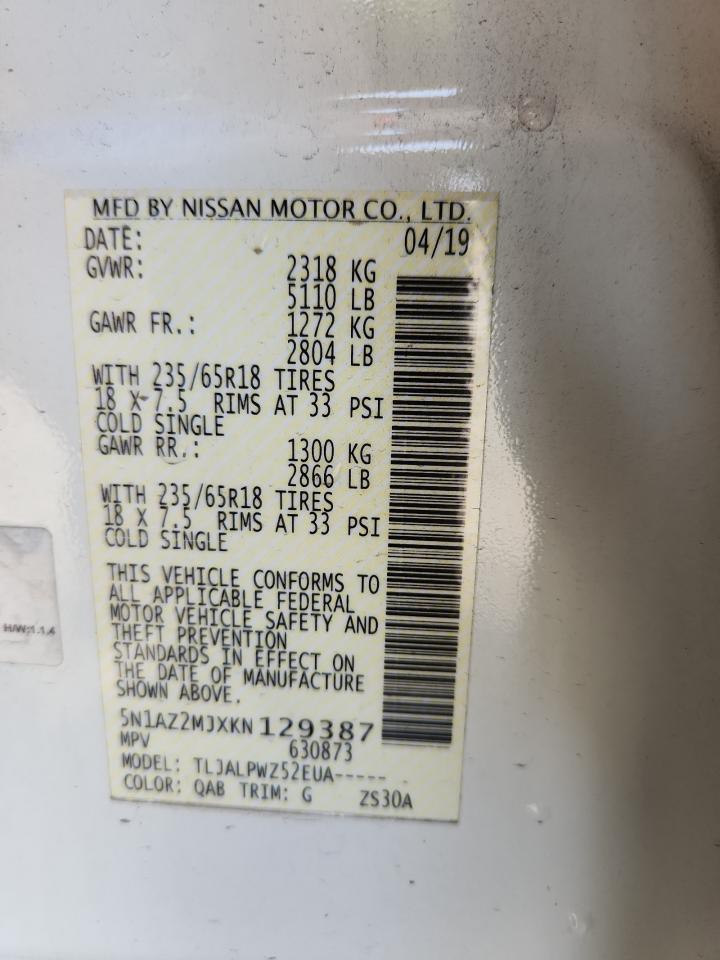 MFD BY NISSAN MOTOR CO., LTD.
DATE: 04/19
GVWR: 2318 KG
5110 LB
GAWR FR.: 1272 KG
2804 LB
WITH 235/65R18 TIRES
18 X 7.5 RIMS AT 33 PSI
COLD SINGLE
GAWR RR.: 1300 KG
2866 LB
WITH 235/65R18 TIRES
18 X 7.5 RIMS AT 33 PSI
COLD SINGLE
THIS VEHICLE CONFORMS TO
ALL APPLICABLE FEDERAL
MOTOR VEHICLE SAFETY AND
THEFT PREVENTION
STANDARDS IN EFFECT ON
THE DATE OF MANUFACTURE
SHOWN ABOVE.
5N1AZ2MJXKN129387
MPV 630873
MODEL: TLJALPWZ52EUA-----
COLOR: QAB TRIM: G ZS30A
H/W:1.1.4